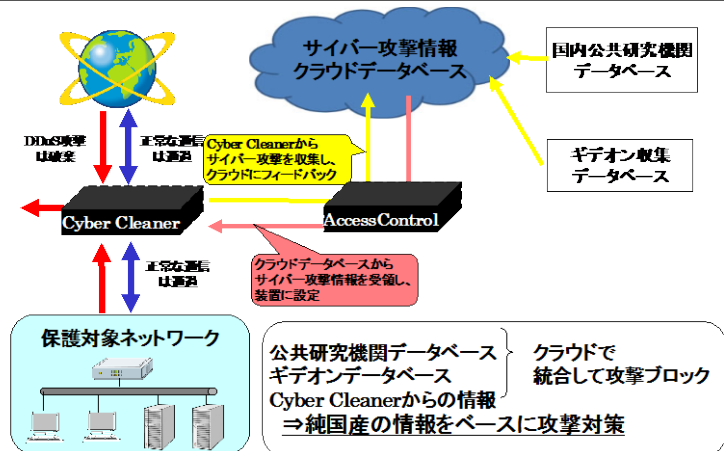 サイバー攻撃情報
クラウドデータベース
国内公共研究機関
データベース
ギデオン収集
データベース
DDoS攻撃
は破棄
正常な通信
は通過
Cyber Cleanerから
サイバー攻撃を収集し、
クラウドにフィードバック
Cyber Cleaner
AccessControl
正常な通信
は通過
クラウドデータベースから
サイバー攻撃情報を受領し、
装置に設定
保護対象ネットワーク
公共研究機関データベース
ギデオンデータベース
Cyber Cleanerからの情報
クラウドで
統合して攻撃ブロック
⇒純国産の情報をベースに攻撃対策